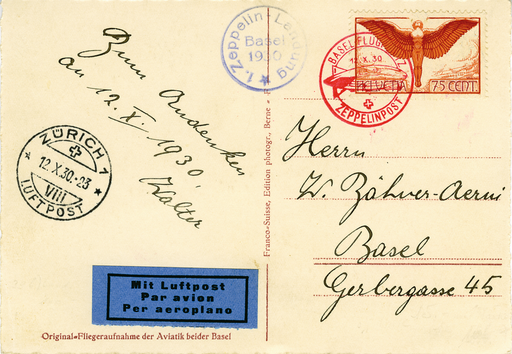 I. Zeppelin-Landung
Basel
1930
BASEL FLUGPLATZ
12.X.30
ZEPPELINPOST
HELVETIA 75 CENT.
Zum Andenken
an 12. X. 1930.
Walter
ZÜRICH 1
12.X.30.-23
VIII
LUFTPOST
Franco-Suisse, Edition photogr., Berne
Herrn
W. Zähner-Aerni
Basel
Gerbergasse 45
Mit Luftpost
Par avion
Per aeroplano
Original-Fliegeraufnahme der Aviatik beider Basel